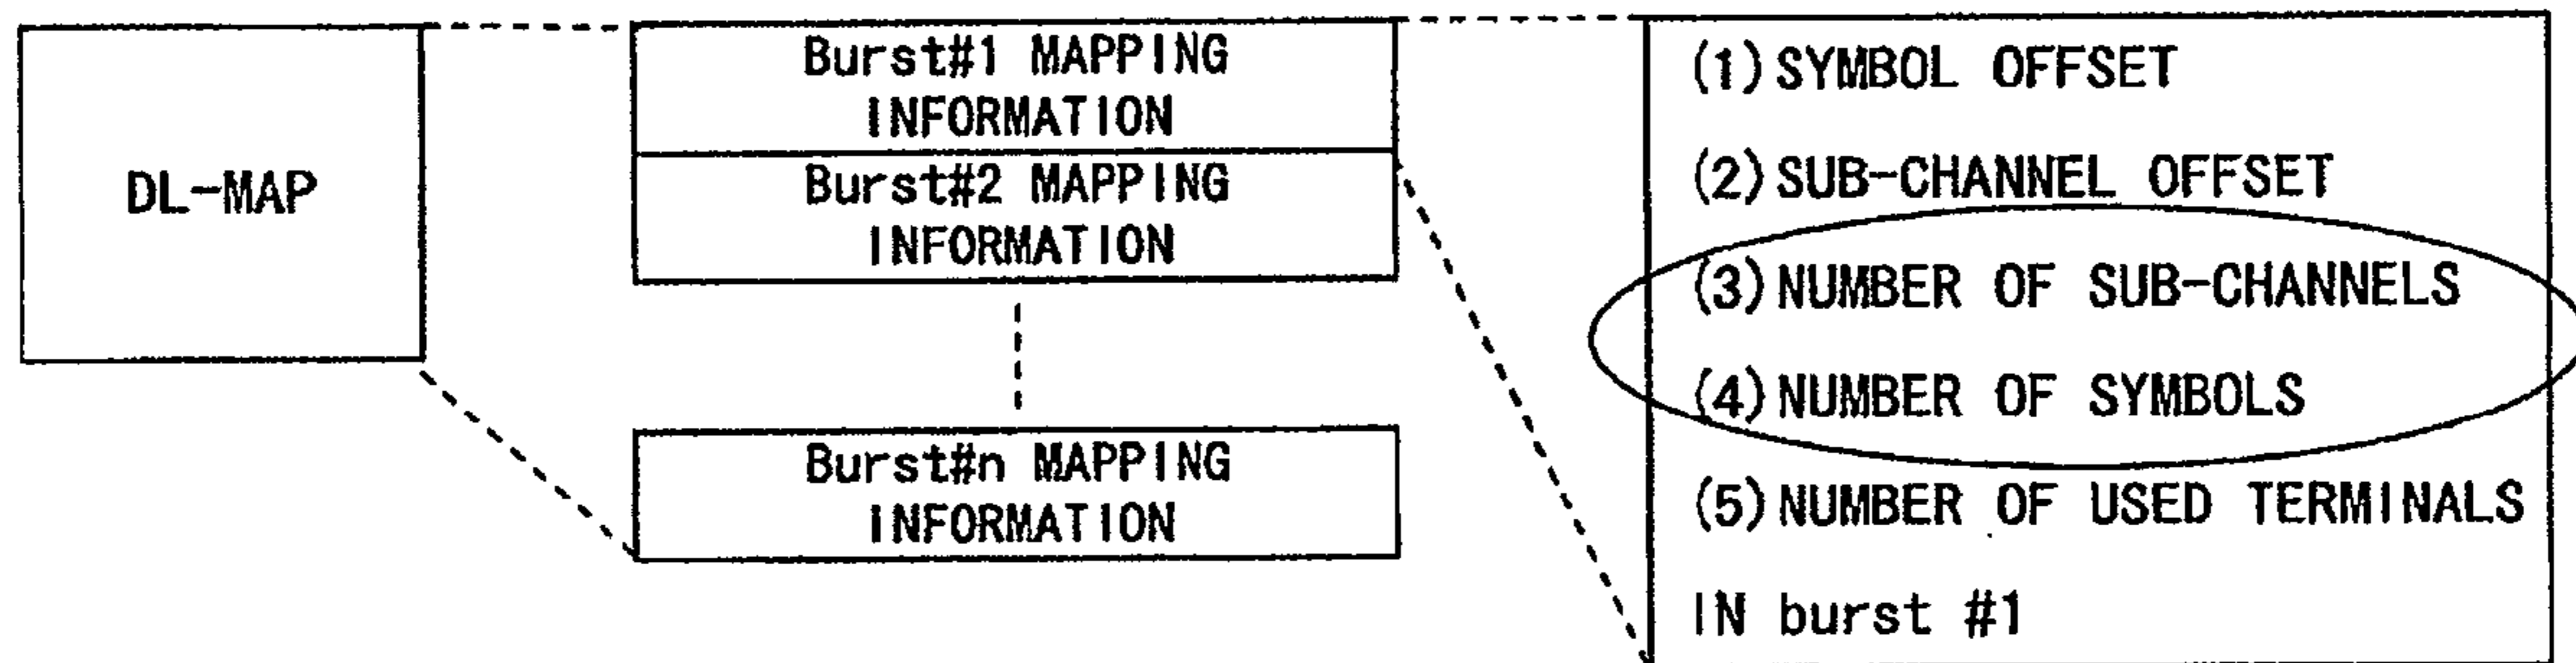 DL-MAP
Burst#1 MAPPING
INFORMATION
Burst#2 MAPPING
INFORMATION
Burst#n MAPPING
INFORMATION
(1) SYMBOL OFFSET
(2) SUB-CHANNEL OFFSET
(3) NUMBER OF SUB-CHANNELS
(4) NUMBER OF SYMBOLS
(5) NUMBER OF USED TERMINALS
IN burst #1